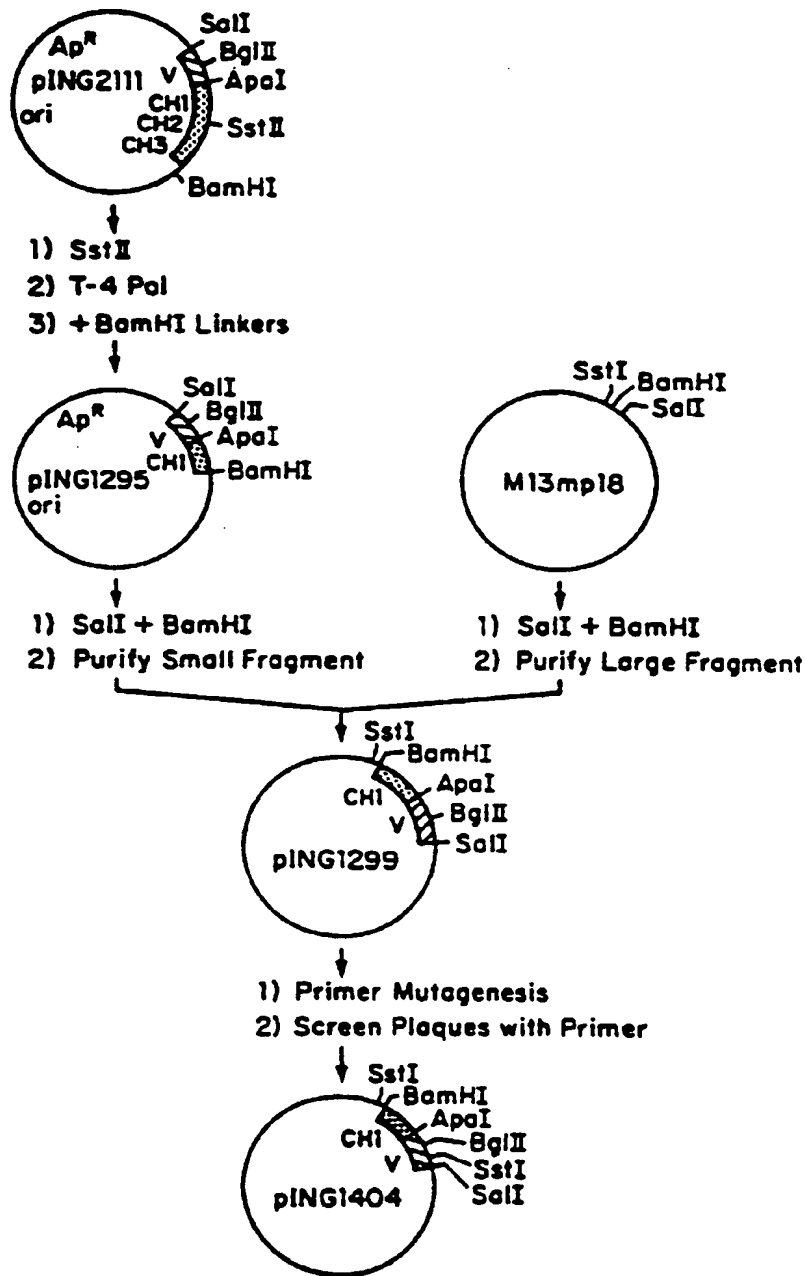 SalI
BglII
ApaI
SstII
BamHI
Ap^R
pING2111
ori
V
CH1
CH2
CH3
1) SstII
2) T-4 Pol
3) + BamHI Linkers
SalI
BglII
ApaI
BamHI
Ap^R
V
CH1
pING1295
ori
SstI
BamHI
SalI
M13mp18
1) SalI + BamHI
2) Purify Small Fragment
1) SalI + BamHI
2) Purify Large Fragment
SstI
BamHI
ApaI
BglII
SalI
CH1
V
pING1299
1) Primer Mutagenesis
2) Screen Plaques with Primer
SstI
BamHI
ApaI
BglII
SstI
SalI
CH1
V
pING1404